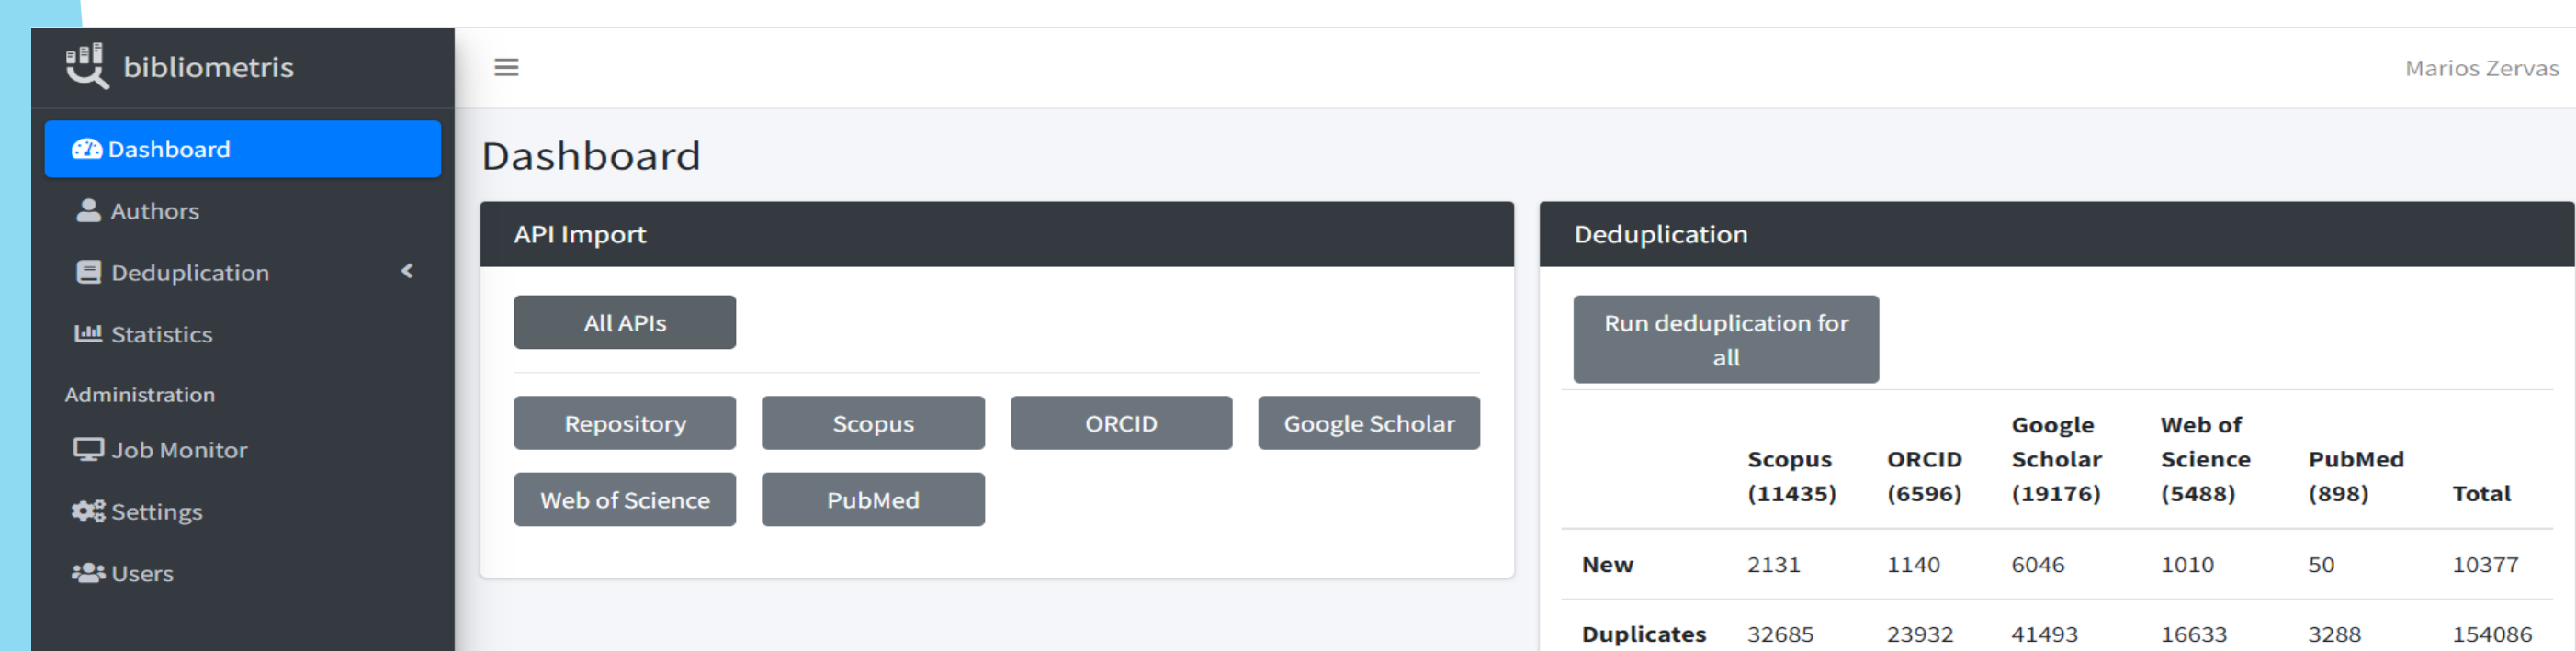 bibliometris
Marios Zervas
Dashboard
Authors
Deduplication
Statistics
Administration
Job Monitor
Settings
Users
Dashboard
API Import
All APIs
Repository Scopus ORCID Google Scholar
Web of Science PubMed
Deduplication
Run deduplication for
all
Google Web of
Scopus ORCID Scholar Science PubMed
(11435) (6596) (19176) (5488) (898) Total
New 2131 1140 6046 1010 50 10377
Duplicates 32685 23932 41493 16633 3288 154086